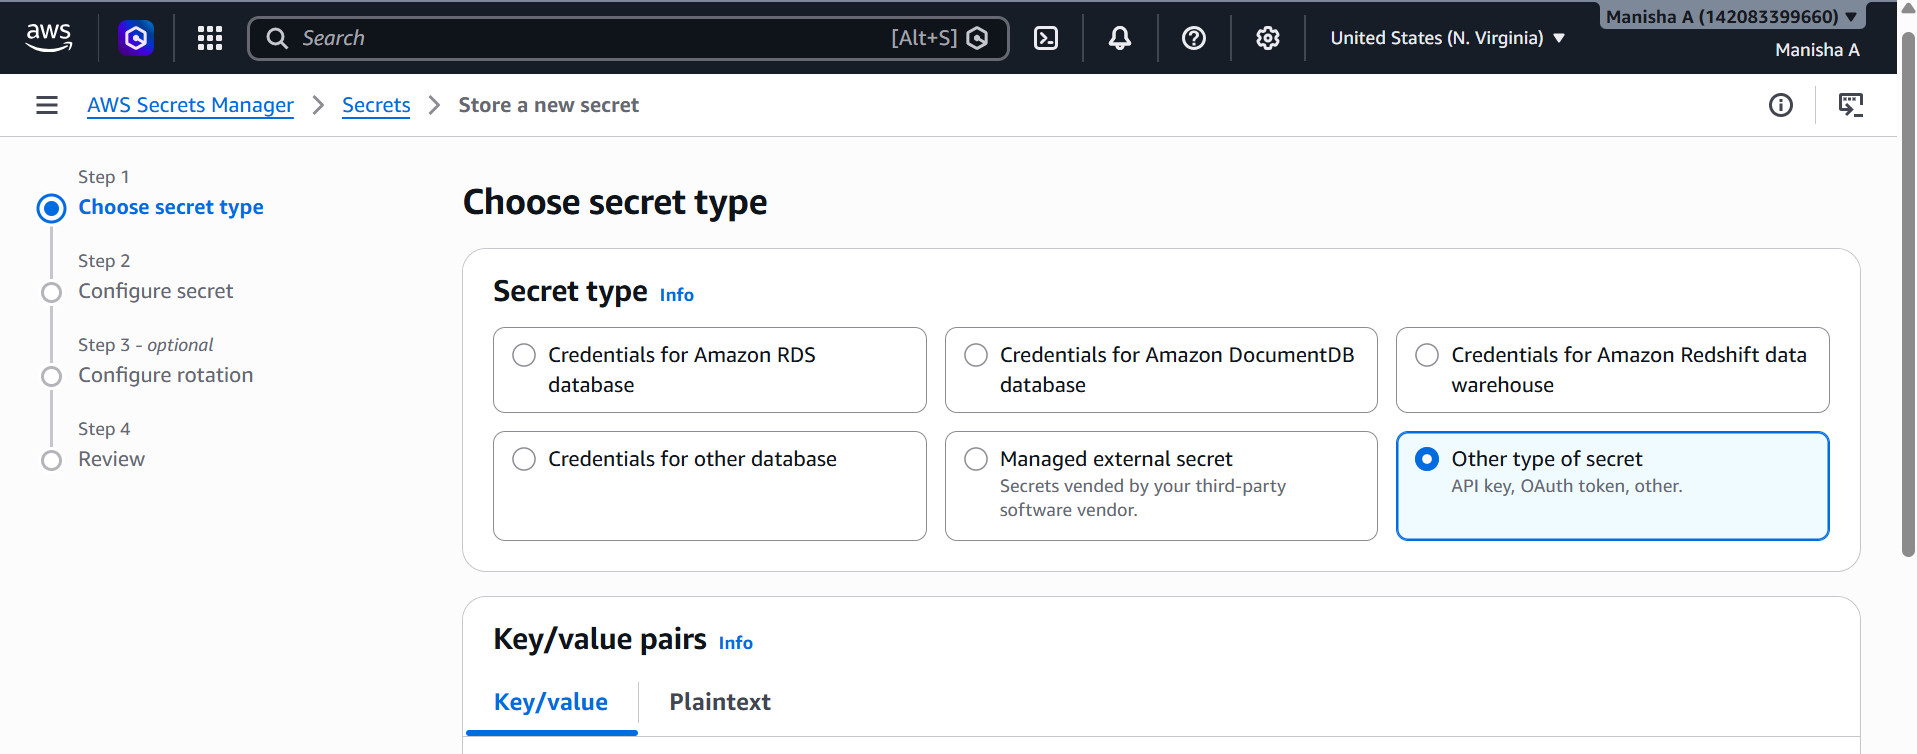 aws
Search
[Alt+S]
United States (N. Virginia)
Manisha A (142083399660)
Manisha A
AWS Secrets Manager
Secrets
Store a new secret
Step 1
Choose secret type
Step 2
Configure secret
Step 3 - optional
Configure rotation
Step 4
Review
Choose secret type
Secret type Info
Credentials for Amazon RDS
database
Credentials for Amazon DocumentDB
database
Credentials for Amazon Redshift data
warehouse
Credentials for other database
Managed external secret
Secrets vended by your third-party
software vendor.
Other type of secret
API key, OAuth token, other.
Key/value pairs Info
Key/value
Plaintext